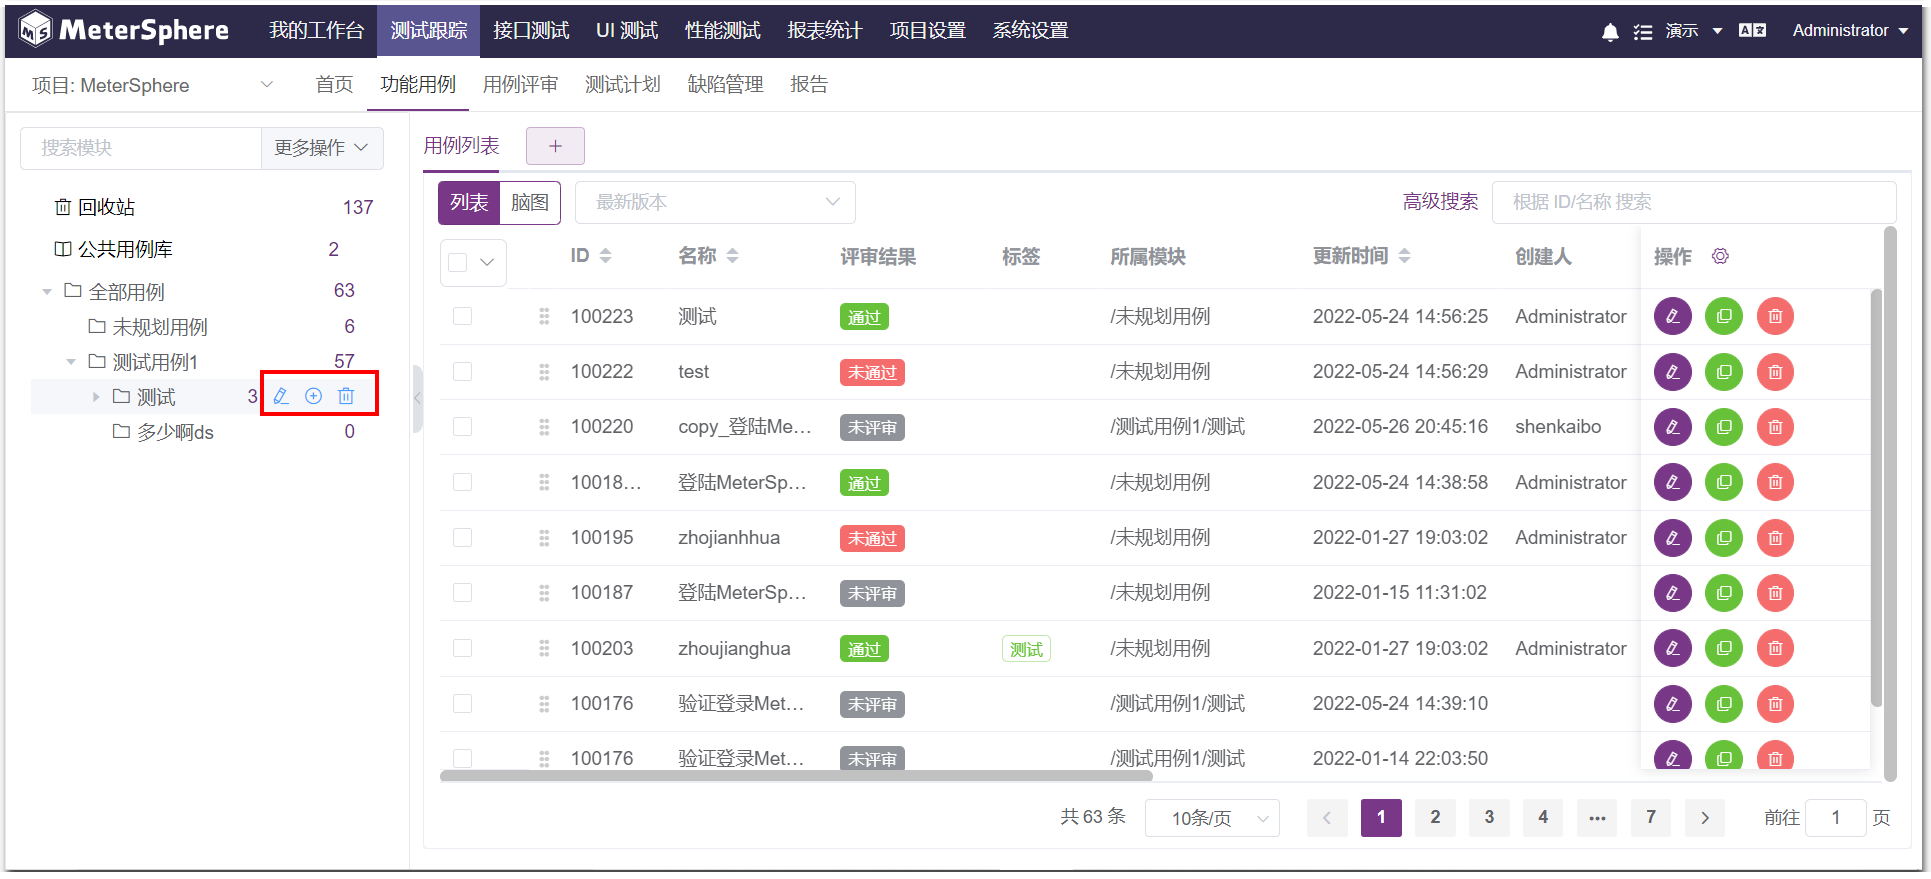 MeterSphere 我的工作台 测试跟踪 接口测试 UI 测试 性能测试 报表统计 项目设置 系统设置 演示 Administrator
项目: MeterSphere 首页 功能用例 用例评审 测试计划 缺陷管理 报告
搜索模块 更多操作
回收站 137
公共用例库 2
全部用例 63
未规划用例 6
测试用例1 57
测试 3
多少啊ds 0
用例列表 +
列表 脑图 最新版本 高级搜索 根据 ID/名称 搜索
ID 名称 评审结果 标签 所属模块 更新时间 创建人 操作
100223 测试 通过 /未规划用例 2022-05-24 14:56:25 Administrator
100222 test 未通过 /未规划用例 2022-05-24 14:56:29 Administrator
100220 copy_登陆Me... 未评审 /测试用例1/测试 2022-05-26 20:45:16 shenkaibo
10018... 登陆MeterSp... 通过 /未规划用例 2022-05-24 14:38:58 Administrator
100195 zhojianhhua 未通过 /未规划用例 2022-01-27 19:03:02 Administrator
100187 登陆MeterSp... 未评审 /未规划用例 2022-01-15 11:31:02
100203 zhoujianghua 通过 测试 /未规划用例 2022-01-27 19:03:02 Administrator
100176 验证登录Met... 未评审 /测试用例1/测试 2022-05-24 14:39:10
100176 验证登录Met... 未评审 /测试用例1/测试 2022-01-14 22:03:50
共 63 条 10条/页 1 2 3 4 ... 7 前往 1 页